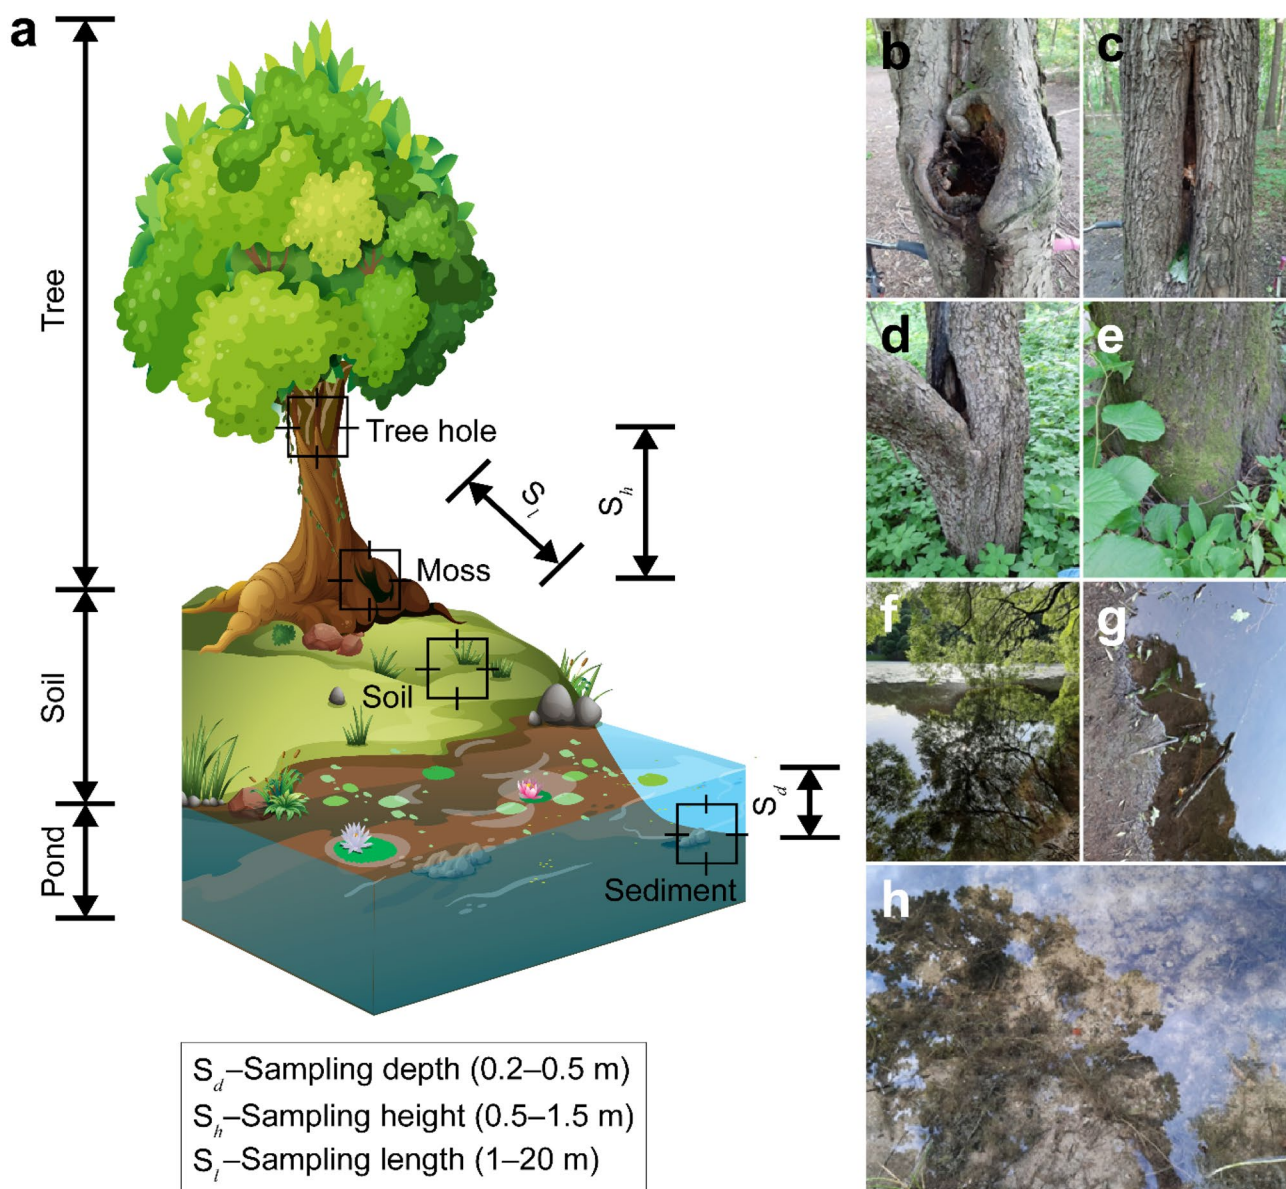 a
b
c
d
e
f
g
h
Tree
Tree hole
S_l
S_h
Moss
Soil
Soil
S_d
Pond
Sediment
S_d–Sampling depth (0.2–0.5 m)
S_h–Sampling height (0.5–1.5 m)
S_l–Sampling length (1–20 m)